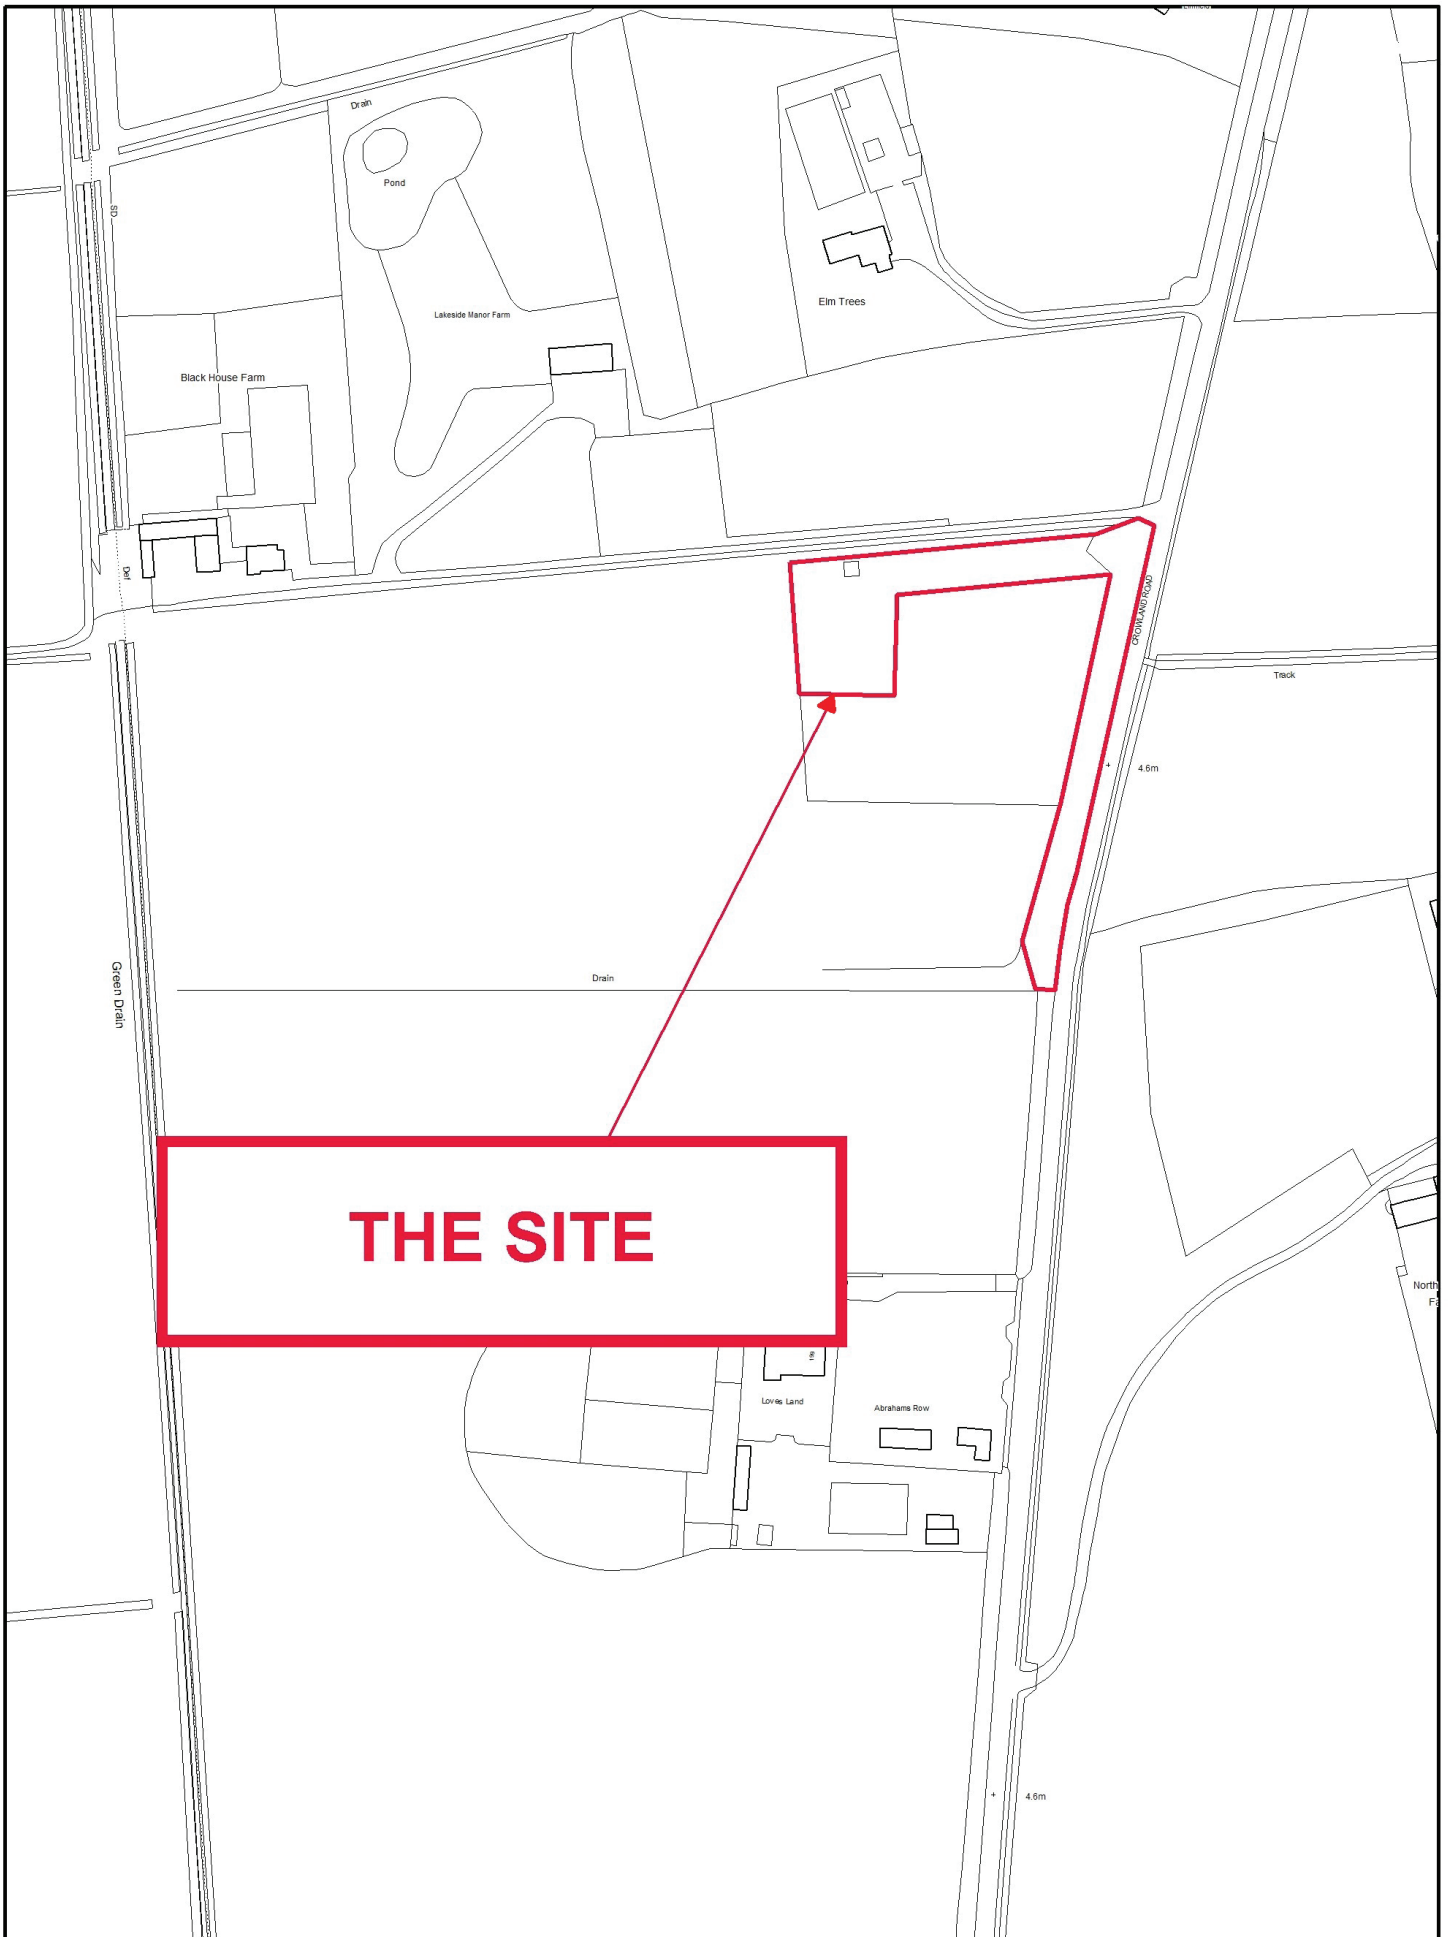 Drain
Pond
SD
Elm Trees
Lakeside Manor Farm
Black House Farm
Def
CROWLAND ROAD
Track
4.6m
Drain
Green Drain
THE SITE
North
199
Loves Land
Abrahams Row
4.6m